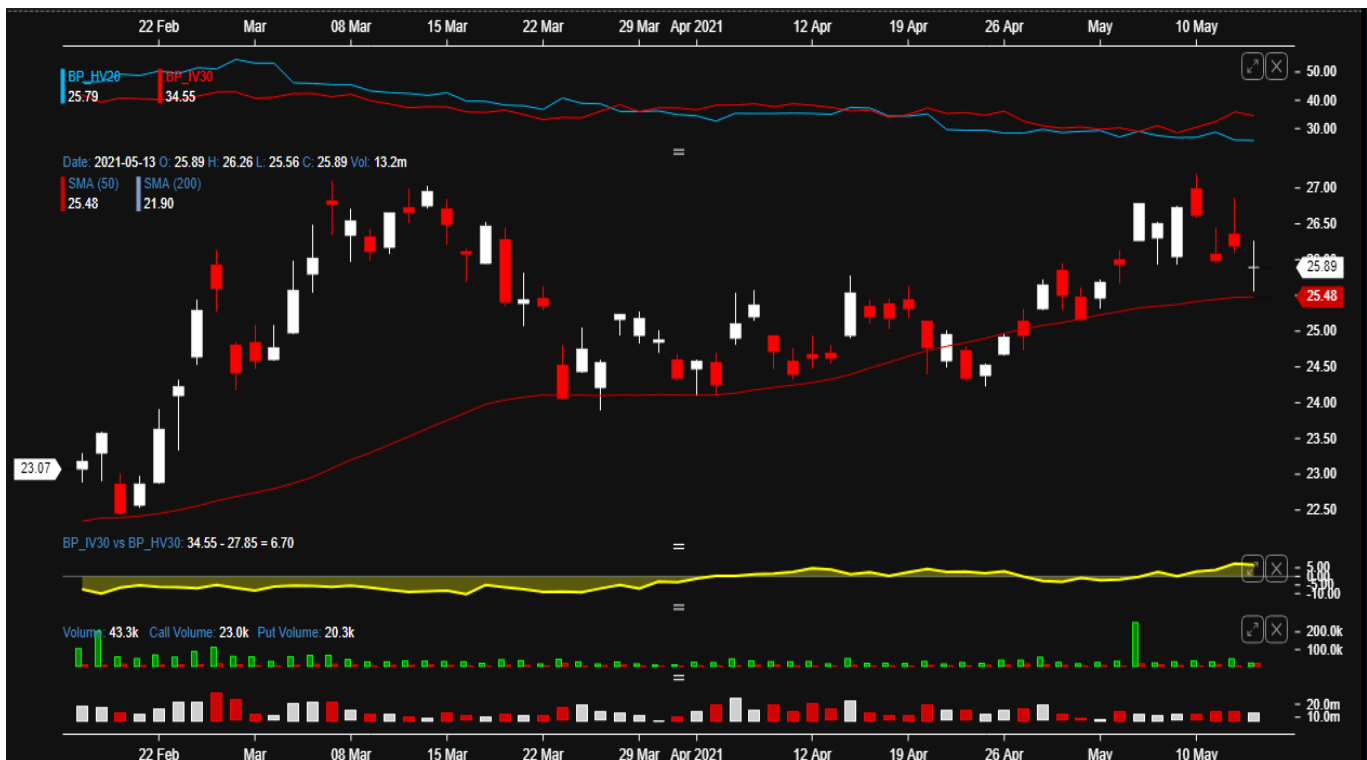 22 Feb Mar 08 Mar 15 Mar 22 Mar 29 Mar Apr 2021 12 Apr 19 Apr 26 Apr May 10 May
BP_HV20 BP_IV30
25.79 34.55
50.00
40.00
30.00
Date: 2021-05-13 O: 25.89 H: 26.26 L: 25.56 C: 25.89 Vol: 13.2m
SMA (50) SMA (200)
25.48 21.90
27.00
26.50
25.89
25.48
25.00
24.50
24.00
23.50
23.07
23.00
22.50
BP_IV30 vs BP_HV30: 34.55 - 27.85 = 6.70
5.00
0.00
-5.00
-10.00
Volume: 43.3k Call Volume: 23.0k Put Volume: 20.3k
200.0k
100.0k
20.0m
10.0m
22 Feb Mar 08 Mar 15 Mar 22 Mar 29 Mar Apr 2021 12 Apr 19 Apr 26 Apr May 10 May